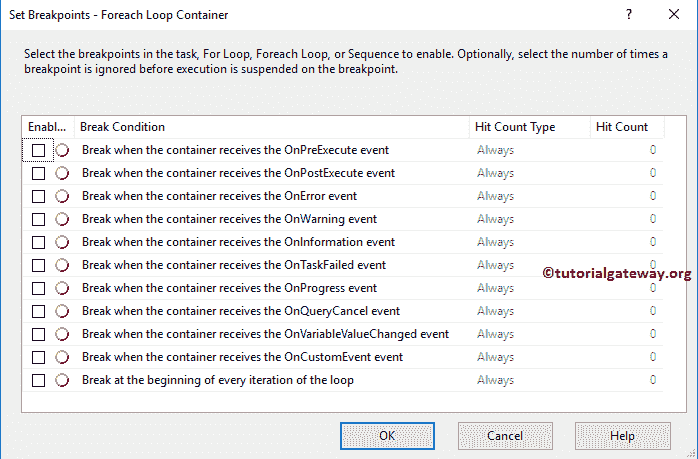 Set Breakpoints - Foreach Loop Container
Select the breakpoints in the task, For Loop, Foreach Loop, or Sequence to enable. Optionally, select the number of times a
breakpoint is ignored before execution is suspended on the breakpoint.
Enabl... Break Condition Hit Count Type Hit Count
Break when the container receives the OnPreExecute event Always 0
Break when the container receives the OnPostExecute event Always 0
Break when the container receives the OnError event Always 0
Break when the container receives the OnWarning event Always 0
Break when the container receives the OnInformation event Always 0
Break when the container receives the OnTaskFailed event Always 0
©tutorialgateway.org
Break when the container receives the OnProgress event Always 0
Break when the container receives the OnQueryCancel event Always 0
Break when the container receives the OnVariableValueChanged event Always 0
Break when the container receives the OnCustomEvent event Always 0
Break at the beginning of every iteration of the loop Always 0
OK Cancel Help